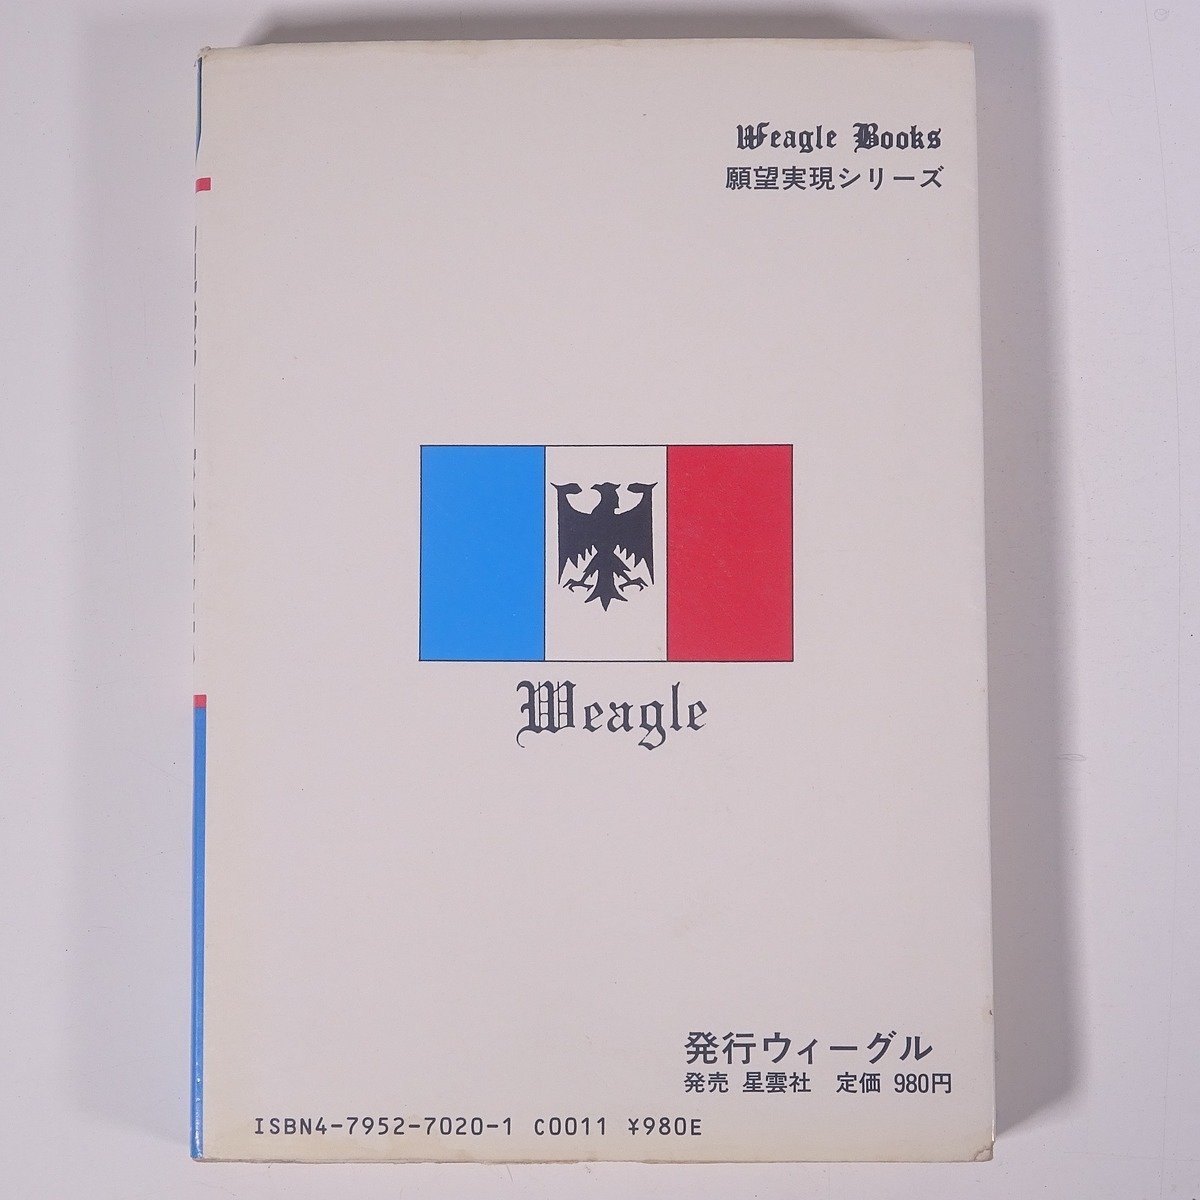 Weagle Books
願望実現シリーズ
Weagle
発行ウィーグル
発売 星雲社 定価 980円
ISBN4-7952-7020-1 C0011 ¥980E